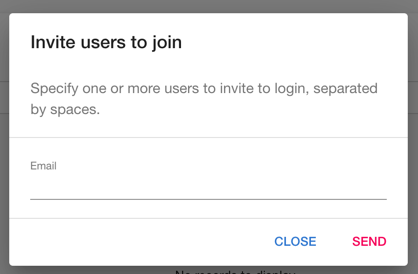 Invite users to join
Specify one or more users to invite to login, separated
by spaces.
Email
CLOSE SEND
No records to display